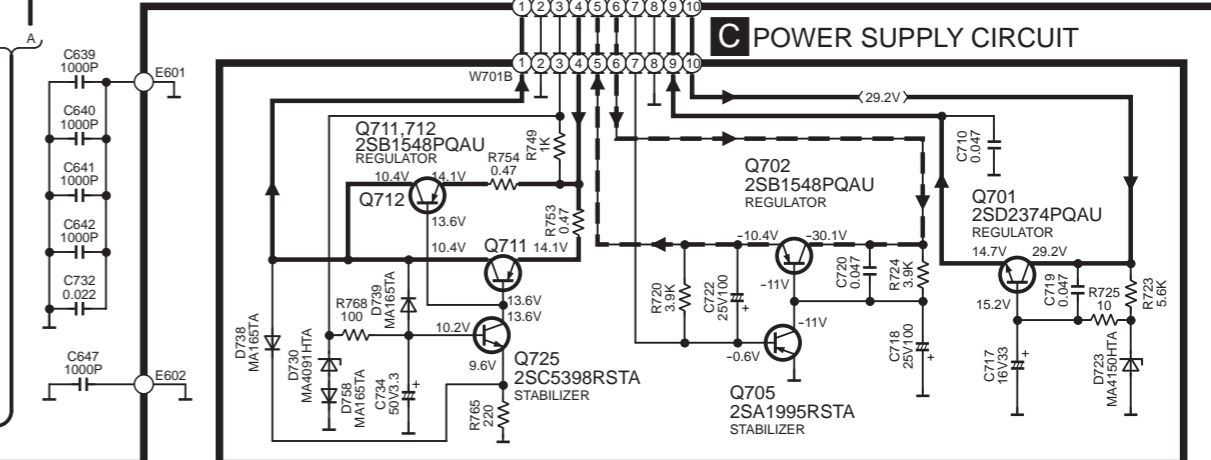 1 2 3 4 5 6 7 8 9 10
C POWER SUPPLY CIRCUIT
A
W701B
1 2 3 4 5 6 7 8 9 10
C639
1000P
E601
C640
1000P
C641
1000P
C642
1000P
C732
0.022
C647
1000P
E602
Q711,712
2SB1548PQAU
REGULATOR
10.4V
14.1V
Q712
13.6V
R754
0.47
R749
1K
R753
0.47
10.4V
Q711
14.1V
13.6V
13.6V
R768
100
D739
MA165TA
10.2V
9.6V
Q725
2SC5398RSTA
STABILIZER
D738
MA165TA
D730
MA4091HTA
D758
MA165TA
C734
50V3.3
+
R765
220
(29.2V)
Q702
2SB1548PQAU
REGULATOR
–10.4V
–30.1V
–11V
R720
3.9K
C722
25V100
+
C720
0.047
R724
3.9K
–11V
–0.6V
C718
25V100
+
Q705
2SA1995RSTA
STABILIZER
C710
0.047
Q701
2SD2374PQAU
REGULATOR
14.7V
29.2V
15.2V
C719
0.047
R725
10
R723
5.6K
C717
16V33
+
D723
MA4150HTA